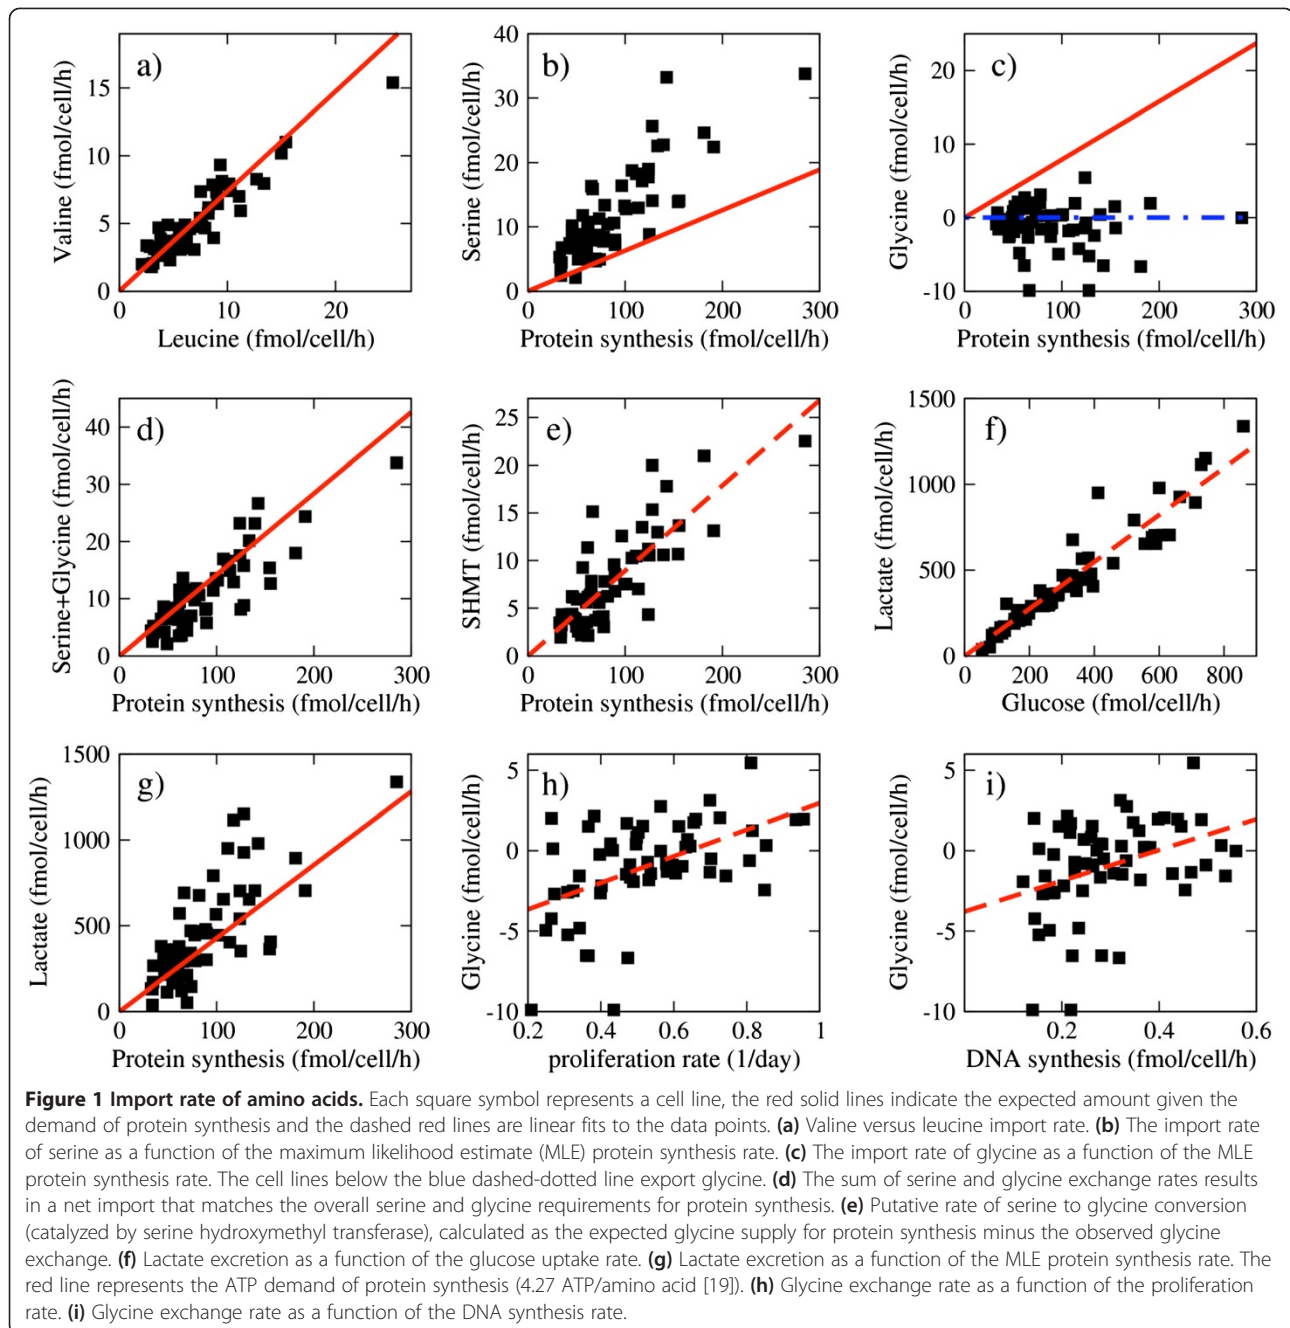 a)
Valine (fmol/cell/h)
15
10
5
0
0
10
20
Leucine (fmol/cell/h)
b)
Serine (fmol/cell/h)
40
30
20
10
0
0
100
200
300
Protein synthesis (fmol/cell/h)
c)
Glycine (fmol/cell/h)
20
10
0
-10
0
100
200
300
Protein synthesis (fmol/cell/h)
d)
Serine+Glycine (fmol/cell/h)
40
30
20
10
0
0
100
200
300
Protein synthesis (fmol/cell/h)
e)
SHMT (fmol/cell/h)
25
20
15
10
5
0
0
100
200
300
Protein synthesis (fmol/cell/h)
f)
Lactate (fmol/cell/h)
1500
1000
500
0
0
200
400
600
800
Glucose (fmol/cell/h)
g)
Lactate (fmol/cell/h)
1500
1000
500
0
0
100
200
300
Protein synthesis (fmol/cell/h)
h)
Glycine (fmol/cell/h)
5
0
-5
-10
0.2
0.4
0.6
0.8
1
proliferation rate (1/day)
i)
Glycine (fmol/cell/h)
5
0
-5
-10
0.2
0.4
0.6
DNA synthesis (fmol/cell/h)
Figure 1 Import rate of amino acids. Each square symbol represents a cell line, the red solid lines indicate the expected amount given the
demand of protein synthesis and the dashed red lines are linear fits to the data points. (a) Valine versus leucine import rate. (b) The import rate
of serine as a function of the maximum likelihood estimate (MLE) protein synthesis rate. (c) The import rate of glycine as a function of the MLE
protein synthesis rate. The cell lines below the blue dashed-dotted line export glycine. (d) The sum of serine and glycine exchange rates results
in a net import that matches the overall serine and glycine requirements for protein synthesis. (e) Putative rate of serine to glycine conversion
(catalyzed by serine hydroxymethyl transferase), calculated as the expected glycine supply for protein synthesis minus the observed glycine
exchange. (f) Lactate excretion as a function of the glucose uptake rate. (g) Lactate excretion as a function of the MLE protein synthesis rate. The
red line represents the ATP demand of protein synthesis (4.27 ATP/amino acid [19]). (h) Glycine exchange rate as a function of the proliferation
rate. (i) Glycine exchange rate as a function of the DNA synthesis rate.